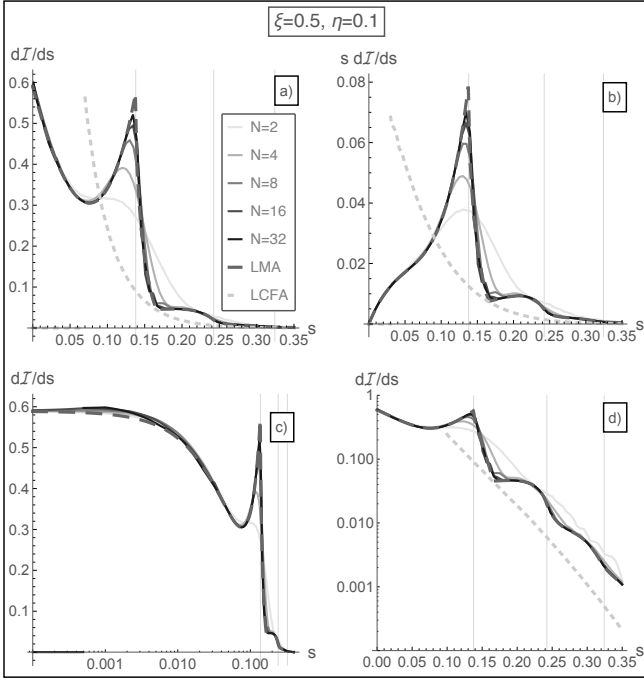 ξ=0.5, η=0.1
dI/ds
a)
0.6
0.5
0.4
0.3
0.2
0.1
0.05 0.10 0.15 0.20 0.25 0.30 0.35 s
N=2
N=4
N=8
N=16
N=32
LMA
LCFA
s dI/ds
b)
0.08
0.06
0.04
0.02
0.05 0.10 0.15 0.20 0.25 0.30 0.35 s
dI/ds
c)
0.6
0.5
0.4
0.3
0.2
0.1
0.001 0.010 0.100 s
dI/ds
d)
1
0.100
0.010
0.001
0.00 0.05 0.10 0.15 0.20 0.25 0.30 0.35 s